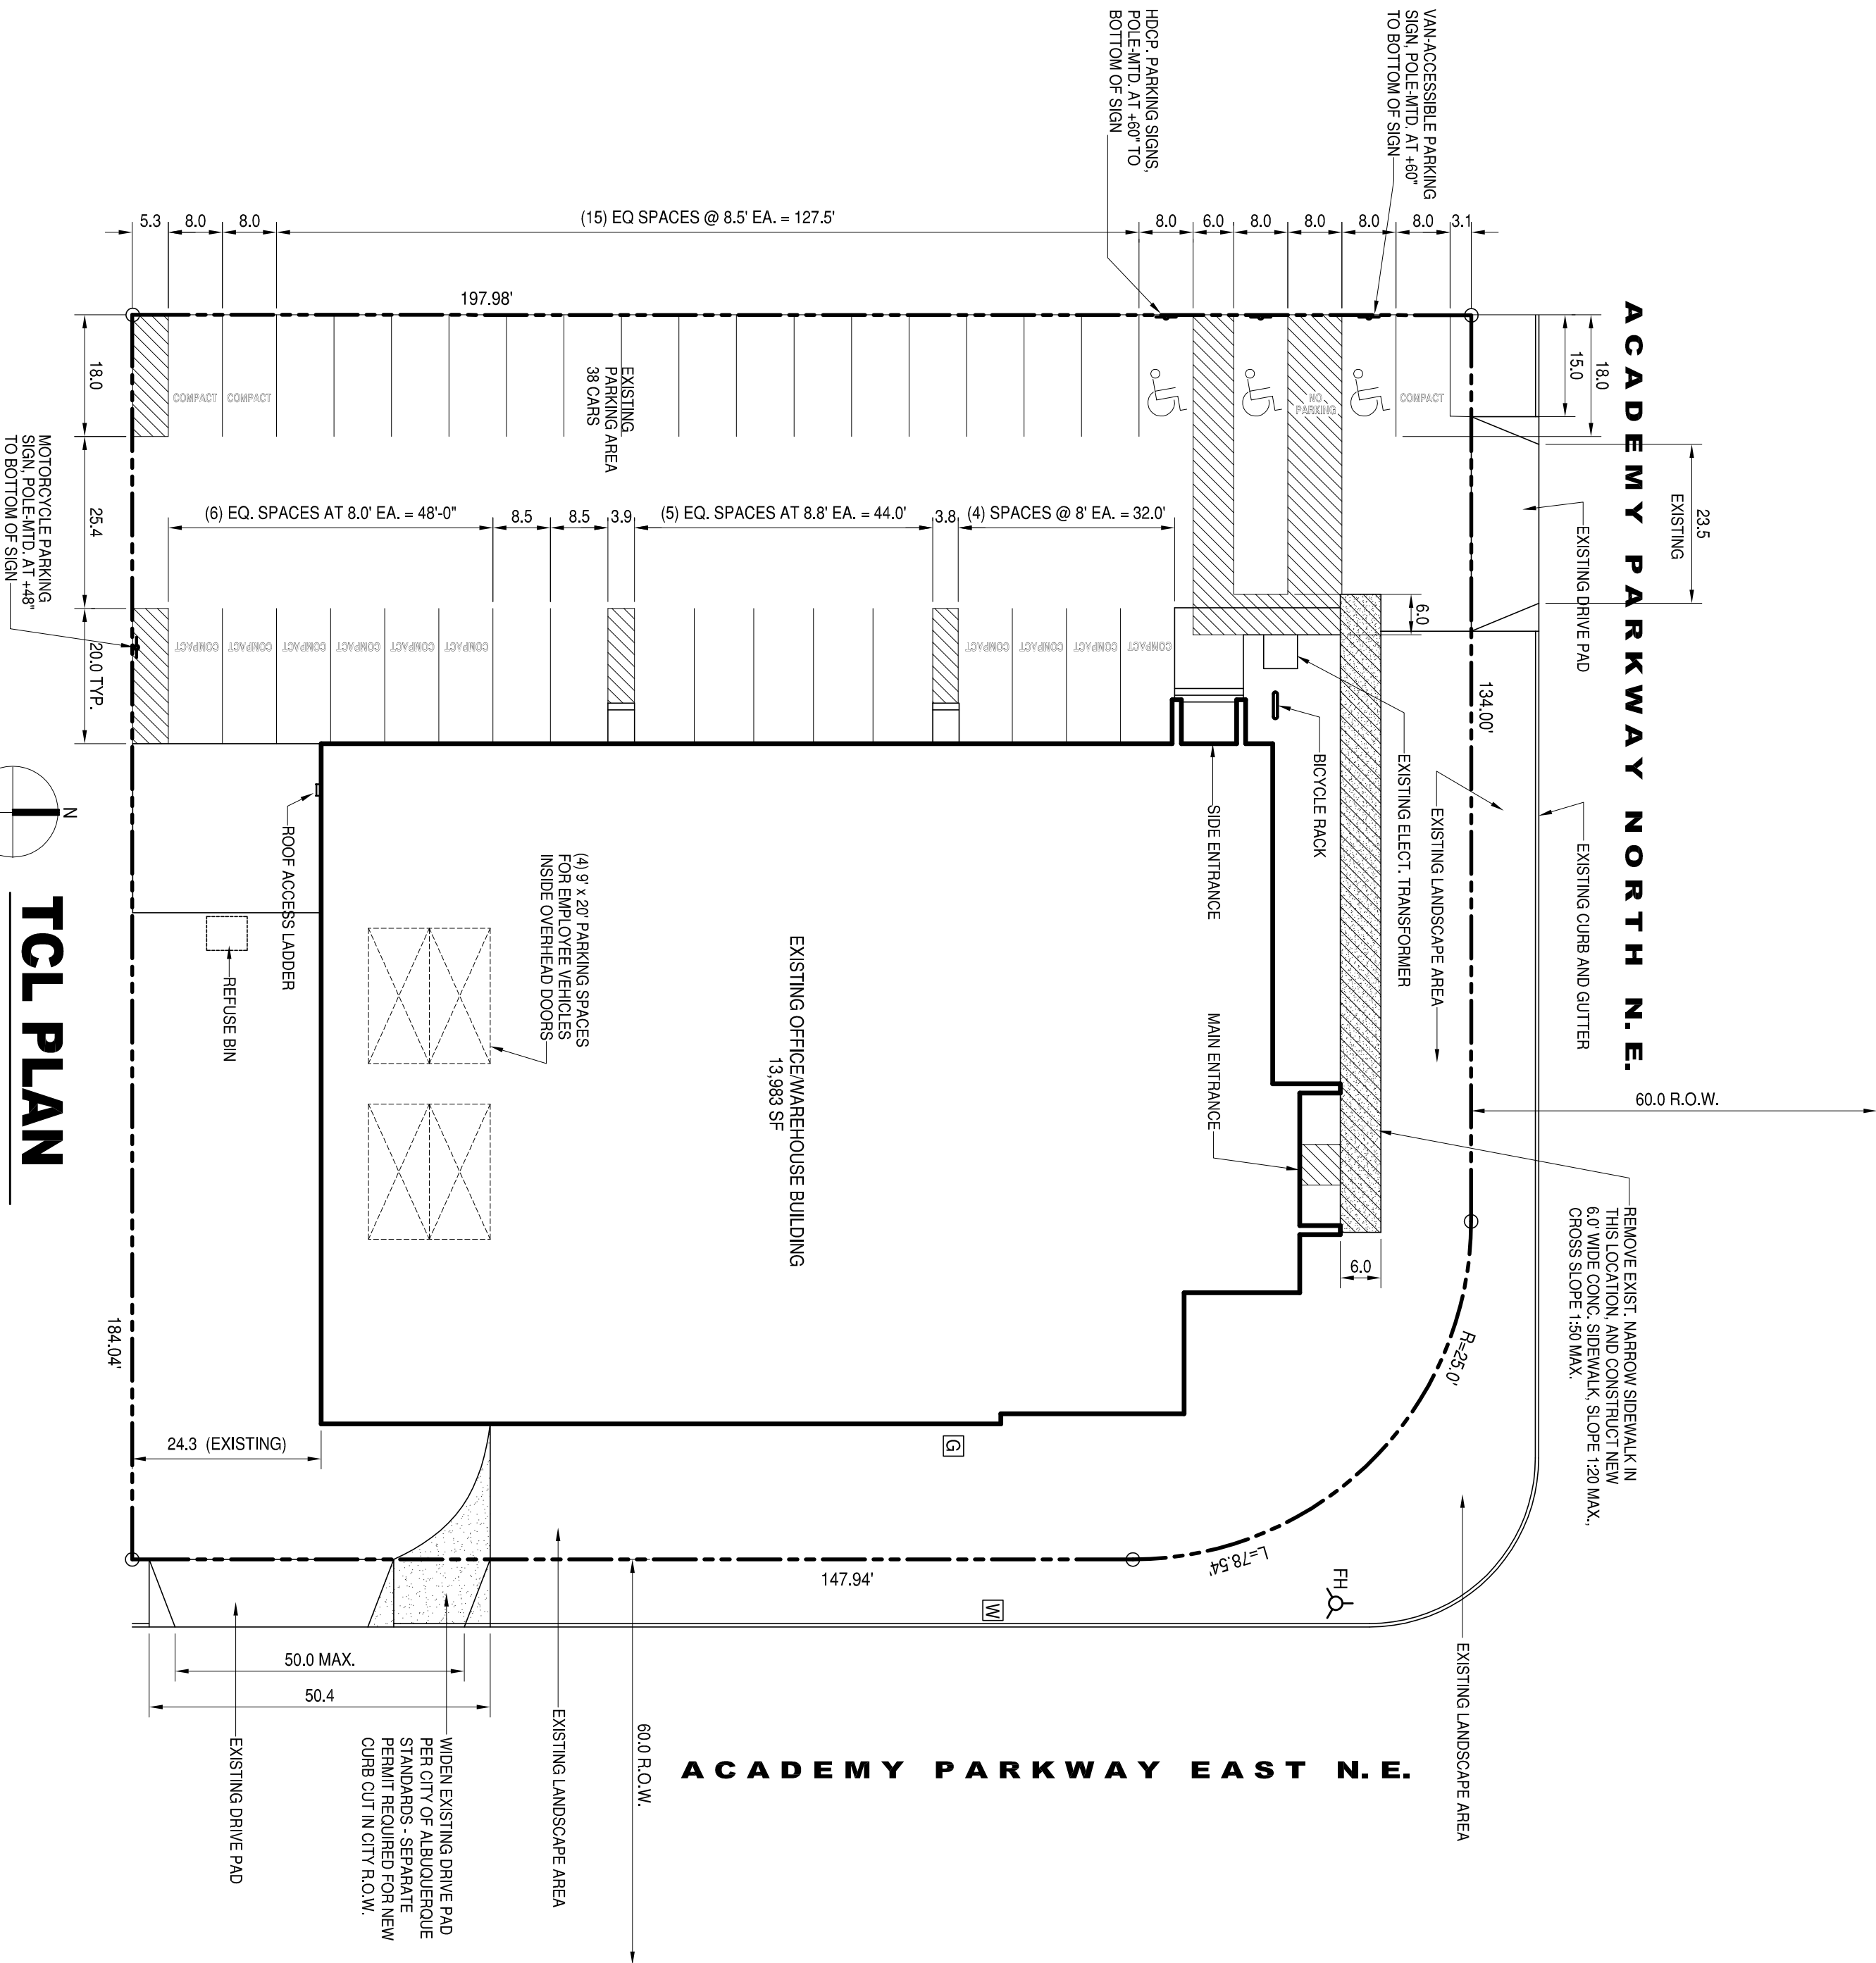 ACADEMY PARKWAY NORTH N.E.
60.0 R.O.W.
VAN-ACCESSIBLE PARKING
SIGN, POLE-MTD. AT +60"
TO BOTTOM OF SIGN
HDCP. PARKING SIGNS,
POLE-MTD. AT +60" TO
BOTTOM OF SIGN
23.5
EXISTING
18.0
15.0
EXISTING DRIVE PAD
EXISTING CURB AND GUTTER
134.00'
EXISTING LANDSCAPE AREA
EXISTING ELECT. TRANSFORMER
BICYCLE RACK
SIDE ENTRANCE
MAIN ENTRANCE
REMOVE EXIST. NARROW SIDEWALK IN
THIS LOCATION, AND CONSTRUCT NEW
6.0' WIDE CONC. SIDEWALK, SLOPE 1:20 MAX.,
CROSS SLOPE 1:50 MAX.
6.0
6.0
R=25.0'
L=78.54'
FH
W
G
EXISTING LANDSCAPE AREA
5.3
8.0
8.0
(15) EQ SPACES @ 8.5' EA. = 127.5'
8.0
6.0
8.0
8.0
8.0
8.0
3.1
197.98'
COMPACT
COMPACT
NO
PARKING
COMPACT
EXISTING
PARKING AREA
38 CARS
(6) EQ. SPACES AT 8.0' EA. = 48'-0"
8.5
8.5
3.9
(5) EQ. SPACES AT 8.8' EA. = 44.0'
3.8
(4) SPACES @ 8' EA. = 32.0'
COMPACT
COMPACT
COMPACT
COMPACT
COMPACT
COMPACT
COMPACT
COMPACT
COMPACT
COMPACT
18.0
25.4
20.0 TYP.
MOTORCYCLE PARKING
SIGN, POLE-MTD. AT +48"
TO BOTTOM OF SIGN
EXISTING OFFICE/WAREHOUSE BUILDING
13,983 SF
(4) 9' x 20' PARKING SPACES
FOR EMPLOYEE VEHICLES
INSIDE OVERHEAD DOORS
ROOF ACCESS LADDER
REFUSE BIN
184.04'
24.3 (EXISTING)
147.94'
50.0 MAX.
50.4
60.0 R.O.W.
EXISTING LANDSCAPE AREA
WIDEN EXISTING DRIVE PAD
PER CITY OF ALBUQUERQUE
STANDARDS - SEPARATE
PERMIT REQUIRED FOR NEW
CURB CUT IN CITY R.O.W.
EXISTING DRIVE PAD
ACADEMY PARKWAY EAST N.E.
N
TCL PLAN